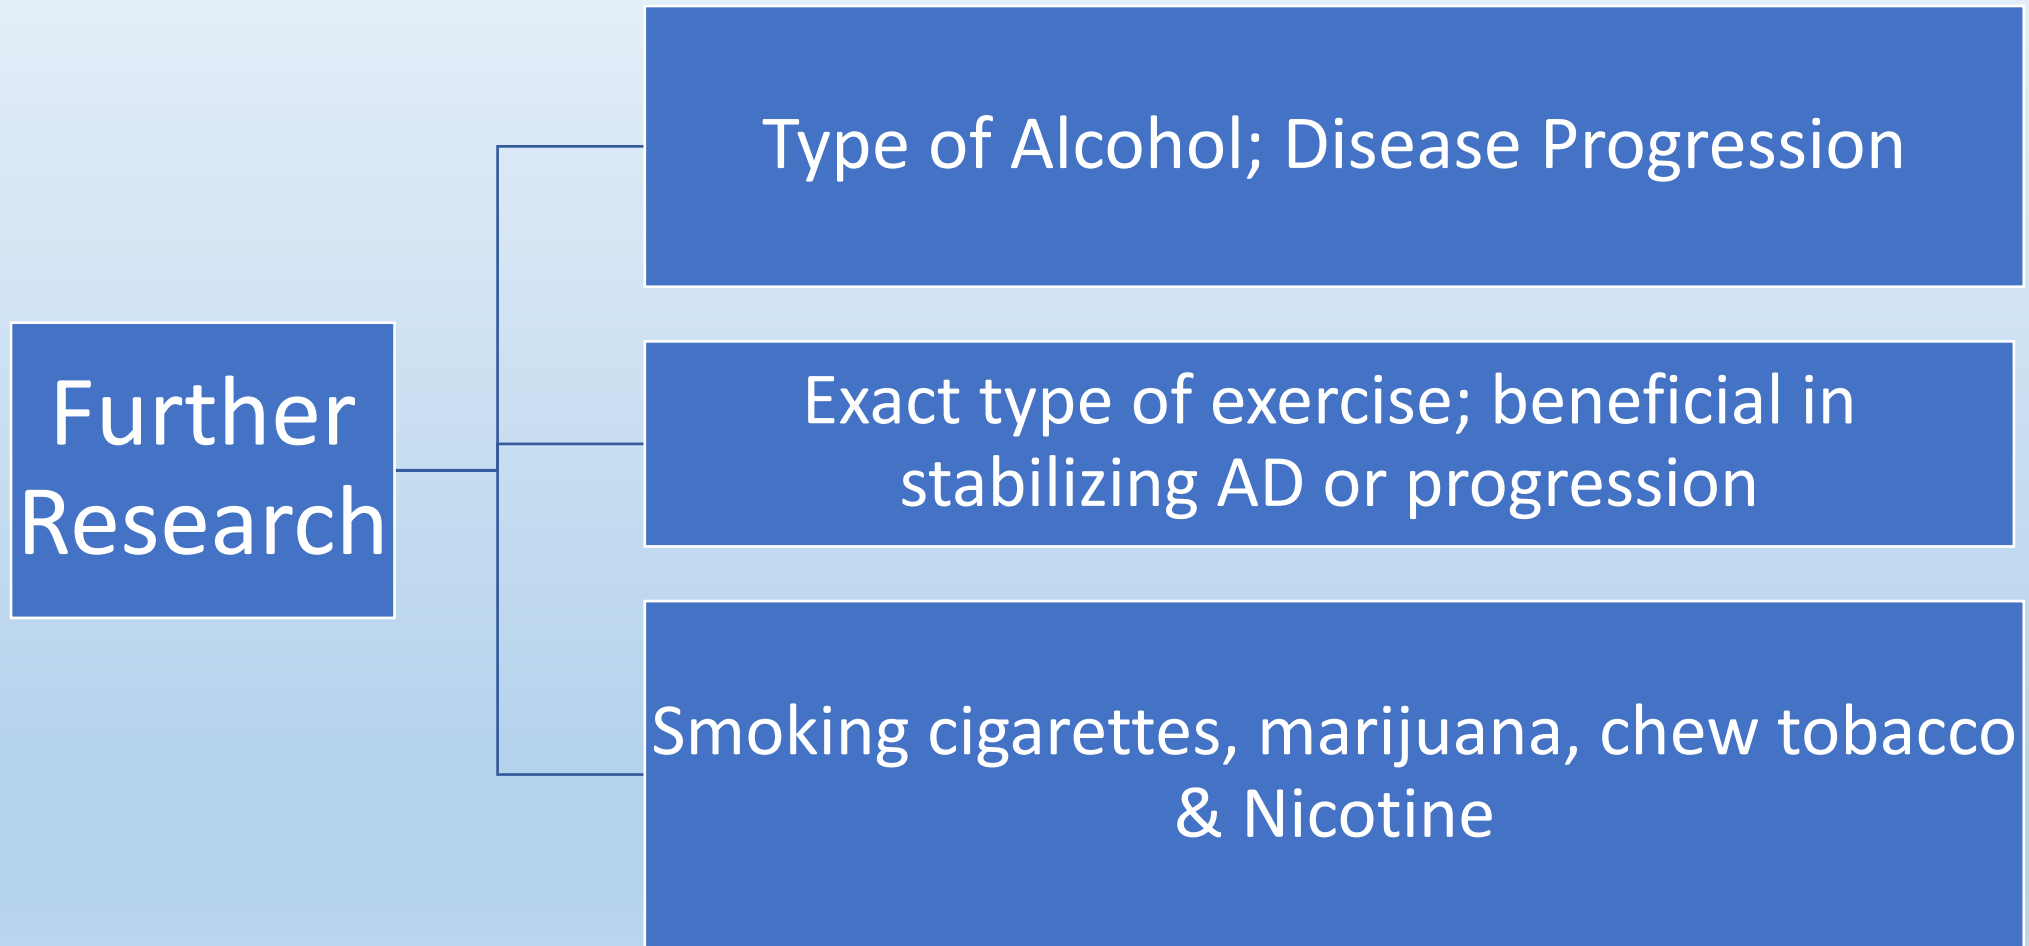 Further
Research
Type of Alcohol; Disease Progression
Exact type of exercise; beneficial in
stabilizing AD or progression
Smoking cigarettes, marijuana, chew tobacco
& Nicotine